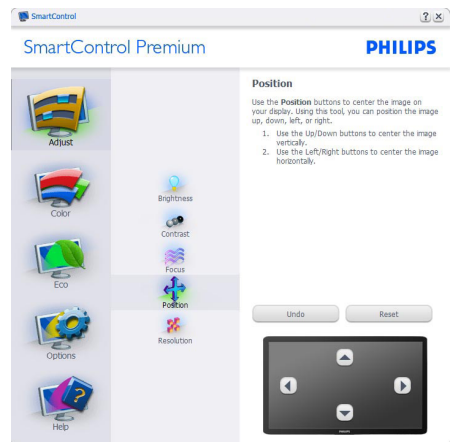 SmartControl
? x
SmartControl Premium
PHILIPS
Adjust
Color
Eco
Options
Help
Brightness
Contrast
Focus
Position
Resolution
Position
Use the Position buttons to center the image on
your display. Using this tool, you can position the image
up, down, left, or right.
1. Use the Up/Down buttons to center the image
vertically.
2. Use the Left/Right buttons to center the image
horizontally.
Undo
Reset
PHILIPS